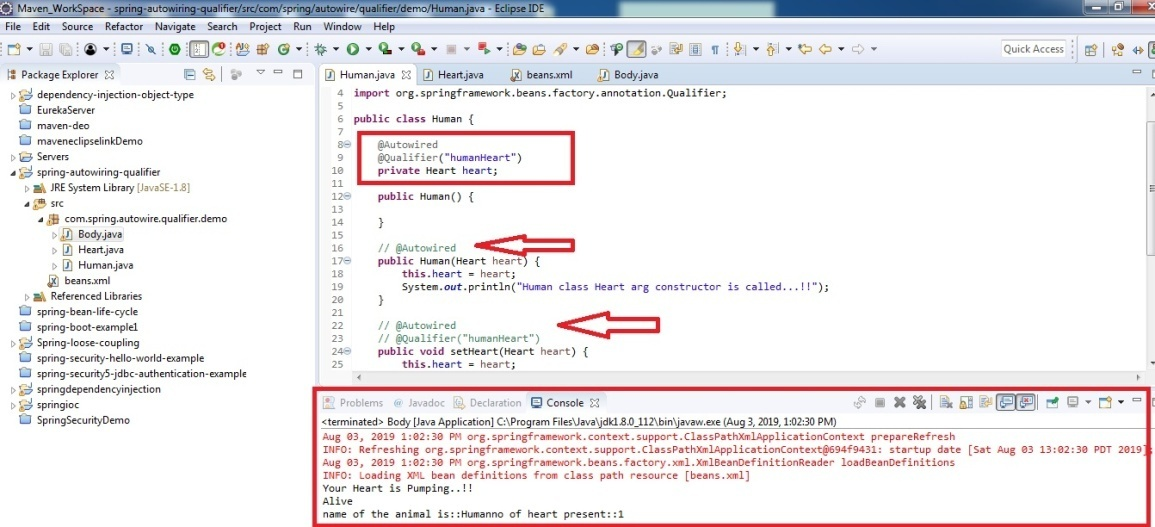 Maven_WorkSpace - spring-autowiring-qualifier/src/com/spring/autowire/qualifier/demo/Human.java - Eclipse IDE
File Edit Source Refactor Navigate Search Project Run Window Help
Quick Access
Package Explorer
dependency-injection-object-type
EurekaServer
maven-deo
maveneclipselinkDemo
Servers
spring-autowiring-qualifier
JRE System Library [JavaSE-1.8]
src
com.spring.autowire.qualifier.demo
Body.java
Heart.java
Human.java
beans.xml
Referenced Libraries
spring-bean-life-cycle
spring-boot-example1
Spring-loose-coupling
spring-security-hello-world-example
spring-security5-jdbc-authentication-example
springdependencyinjection
springioc
SpringSecurityDemo
Human.java Heart.java beans.xml Body.java
4 import org.springframework.beans.factory.annotation.Qualifier;
5
6 public class Human {
7
8 @Autowired
9 @Qualifier("humanHeart")
10 private Heart heart;
11
12 public Human() {
13
14 }
15
16 // @Autowired
17 public Human(Heart heart) {
18 this.heart = heart;
19 System.out.println("Human class Heart arg constructor is called...!!");
20 }
21
22 // @Autowired
23 // @Qualifier("humanHeart")
24 public void setHeart(Heart heart) {
25 this.heart = heart;
Problems Javadoc Declaration Console
<terminated> Body [Java Application] C:\Program Files\Java\jdk1.8.0_112\bin\javaw.exe (Aug 3, 2019, 1:02:30 PM)
Aug 03, 2019 1:02:30 PM org.springframework.context.support.ClassPathXmlApplicationContext prepareRefresh
INFO: Refreshing org.springframework.context.support.ClassPathXmlApplicationContext@694f9431: startup date [Sat Aug 03 13:02:30 PDT 2019];
Aug 03, 2019 1:02:30 PM org.springframework.beans.factory.xml.XmlBeanDefinitionReader loadBeanDefinitions
INFO: Loading XML bean definitions from class path resource [beans.xml]
Your Heart is Pumping..!!
Alive
name of the animal is::Humanno of heart present::1